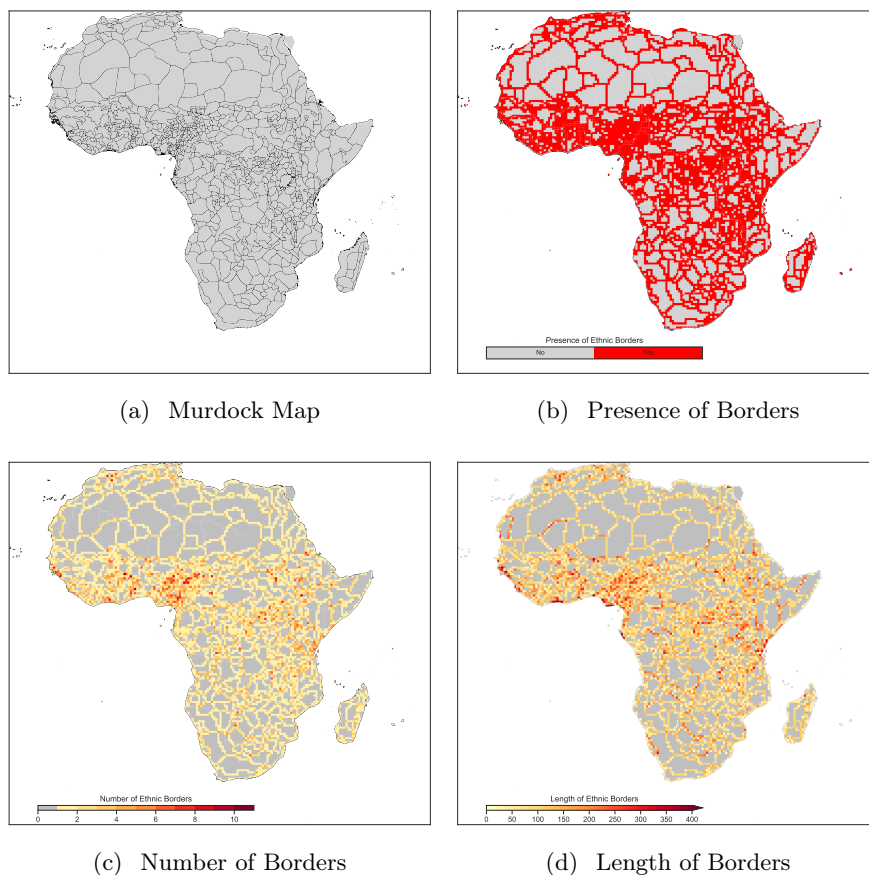 Presence of Ethnic Borders
No Yes
(a) Murdock Map
(b) Presence of Borders
Number of Ethnic Borders
0 2 4 6 8 10
Length of Ethnic Borders
0 50 100 150 200 250 300 350 400
(c) Number of Borders
(d) Length of Borders